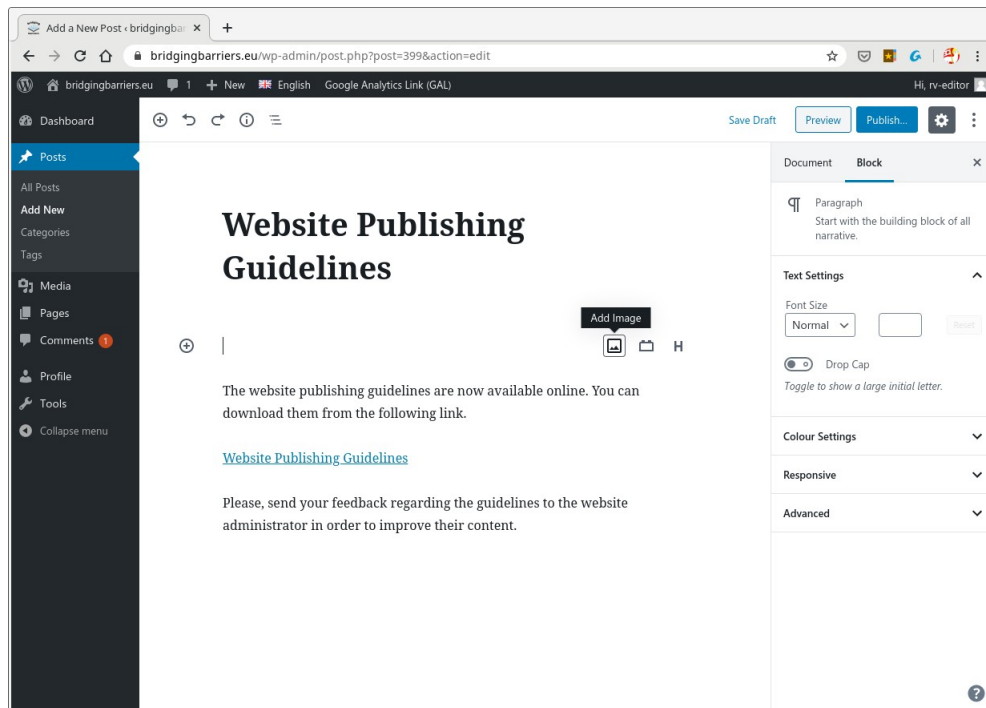 Add a New Post ‹ bridgingba
bridgingbarriers.eu/wp-admin/post.php?post=399&action=edit
bridgingbarriers.eu 1 New English Google Analytics Link (GAL) Hi, rv-editor
Dashboard
Save Draft Preview Publish...
Posts
All Posts
Add New
Categories
Tags
Media
Pages
Comments 1
Profile
Tools
Collapse menu
Website Publishing
Guidelines
Add Image
H
The website publishing guidelines are now available online. You can
download them from the following link.
Website Publishing Guidelines
Please, send your feedback regarding the guidelines to the website
administrator in order to improve their content.
Document Block
Paragraph
Start with the building block of all
narrative.
Text Settings
Font Size
Normal Reset
Drop Cap
Toggle to show a large initial letter.
Colour Settings
Responsive
Advanced